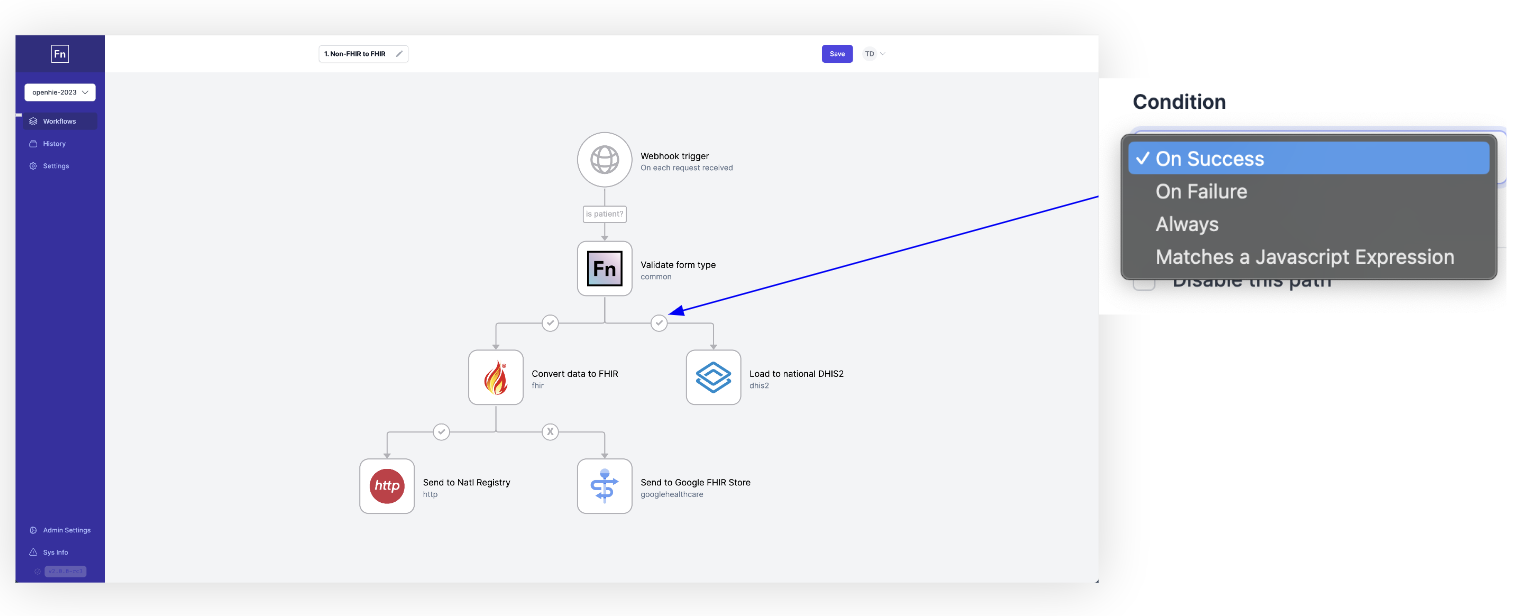 Fn
1. Non-FHIR to FHIR
Save
TD
openhie-2023
Workflows
History
Settings
Admin Settings
Sys Info
Webhook trigger
On each request received
is patient?
Fn
Validate form type
common
Convert data to FHIR
fhir
Load to national DHIS2
dhis2
X
http
Send to Natl Registry
http
Send to Google FHIR Store
googlehealthcare
Condition
On Success
On Failure
Always
Matches a Javascript Expression
Disable this path